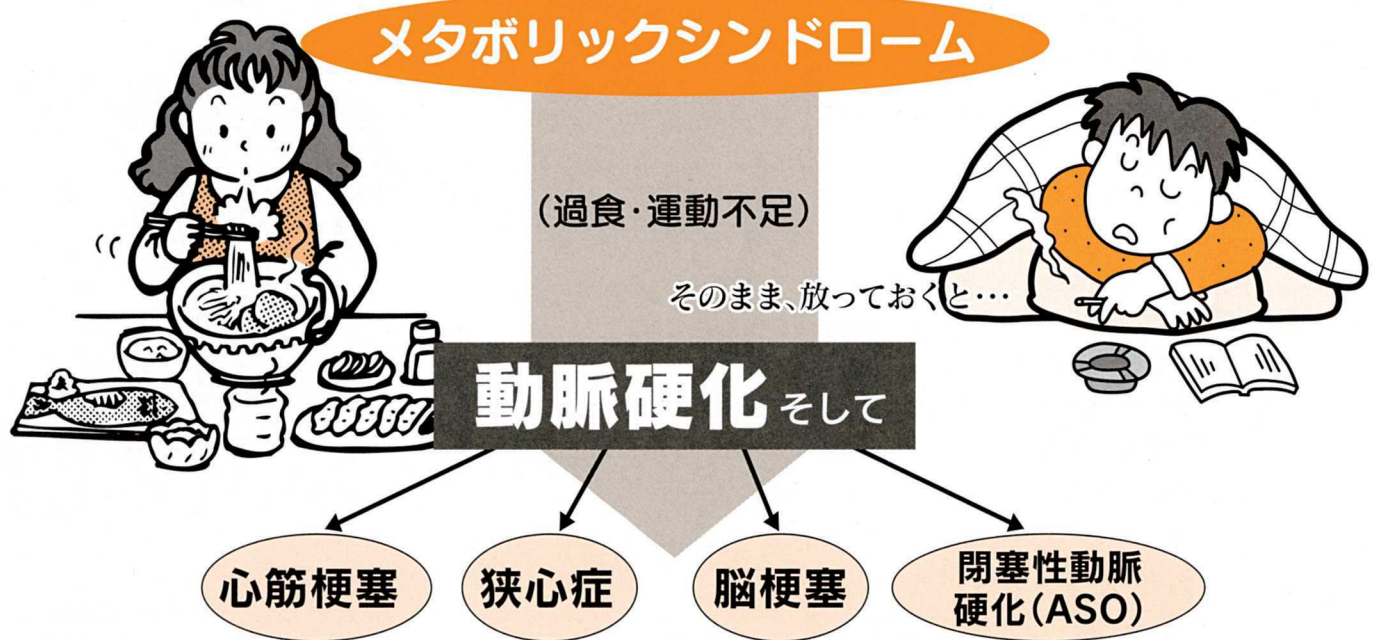 メタボリックシンドローム
(過食･運動不足)
そのまま、放っておくと…
動脈硬化 そして
心筋梗塞
狭心症
脳梗塞
閉塞性動脈
硬化(ASO)